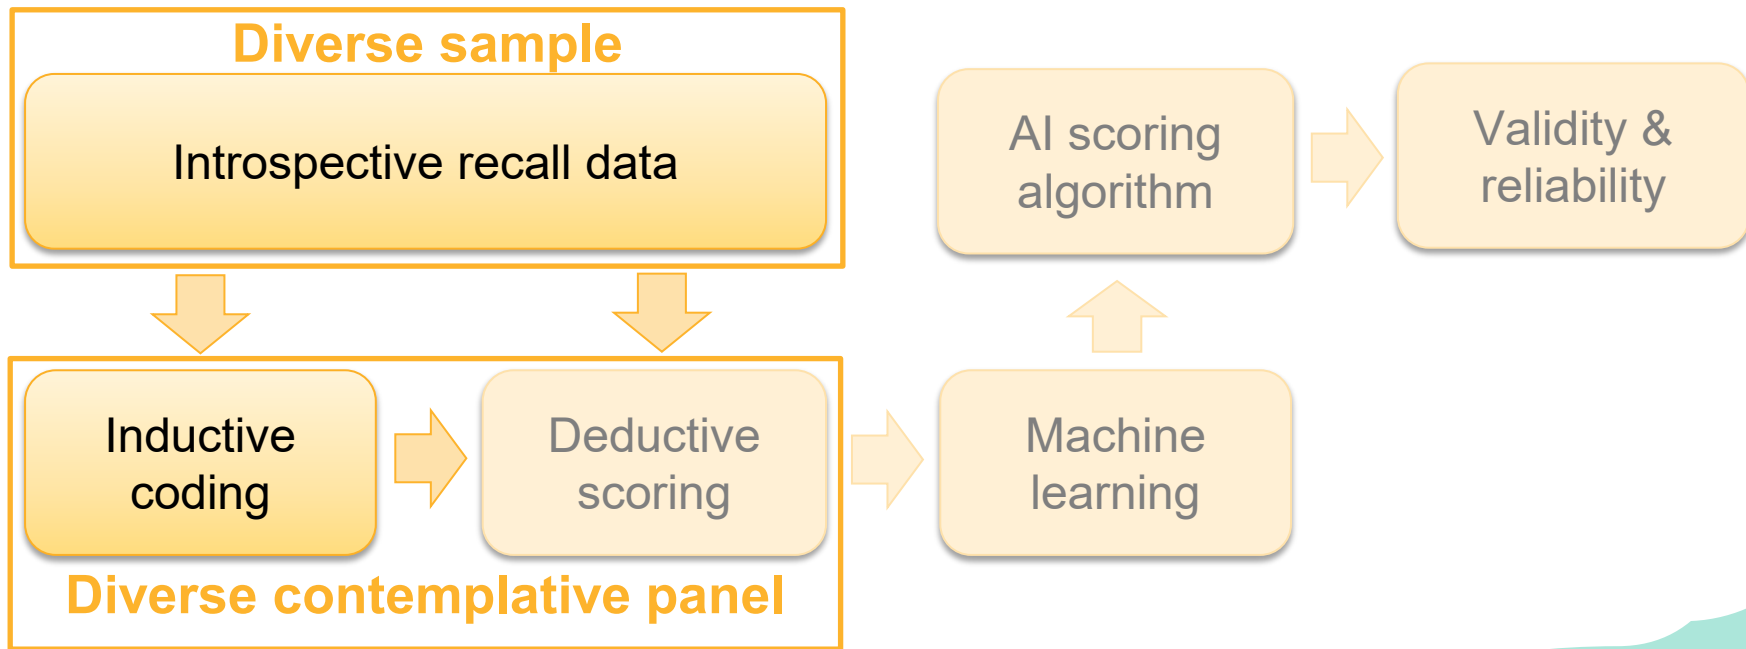 Diverse sample
Introspective recall data
AI scoring
algorithm
Validity &
reliability
Inductive
coding
Deductive
scoring
Machine
learning
Diverse contemplative panel